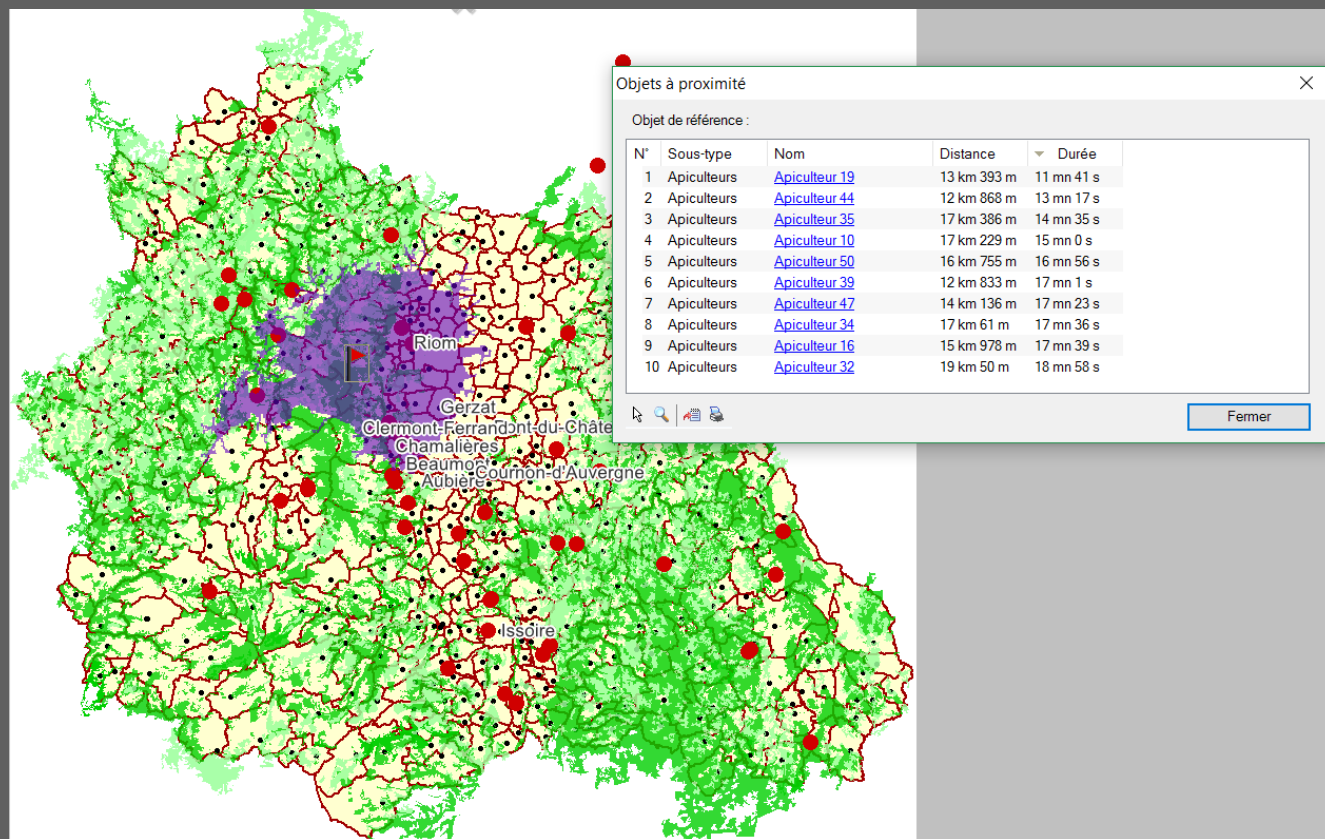 Objets à proximité
Objet de référence :
N° Sous-type Nom Distance Durée
1 Apiculteurs Apiculteur 19 13 km 393 m 11 mn 41 s
2 Apiculteurs Apiculteur 44 12 km 868 m 13 mn 17 s
3 Apiculteurs Apiculteur 35 17 km 386 m 14 mn 35 s
4 Apiculteurs Apiculteur 10 17 km 229 m 15 mn 0 s
5 Apiculteurs Apiculteur 50 16 km 755 m 16 mn 56 s
6 Apiculteurs Apiculteur 39 12 km 833 m 17 mn 1 s
7 Apiculteurs Apiculteur 47 14 km 136 m 17 mn 23 s
8 Apiculteurs Apiculteur 34 17 km 61 m 17 mn 36 s
9 Apiculteurs Apiculteur 16 15 km 978 m 17 mn 39 s
10 Apiculteurs Apiculteur 32 19 km 50 m 18 mn 58 s
Fermer
Riom
Gerzat
Clermont-Ferrand ont-du-Châte
Chamalières
Beaumont
Cournon-d'Auvergne
Aubière
Issoire